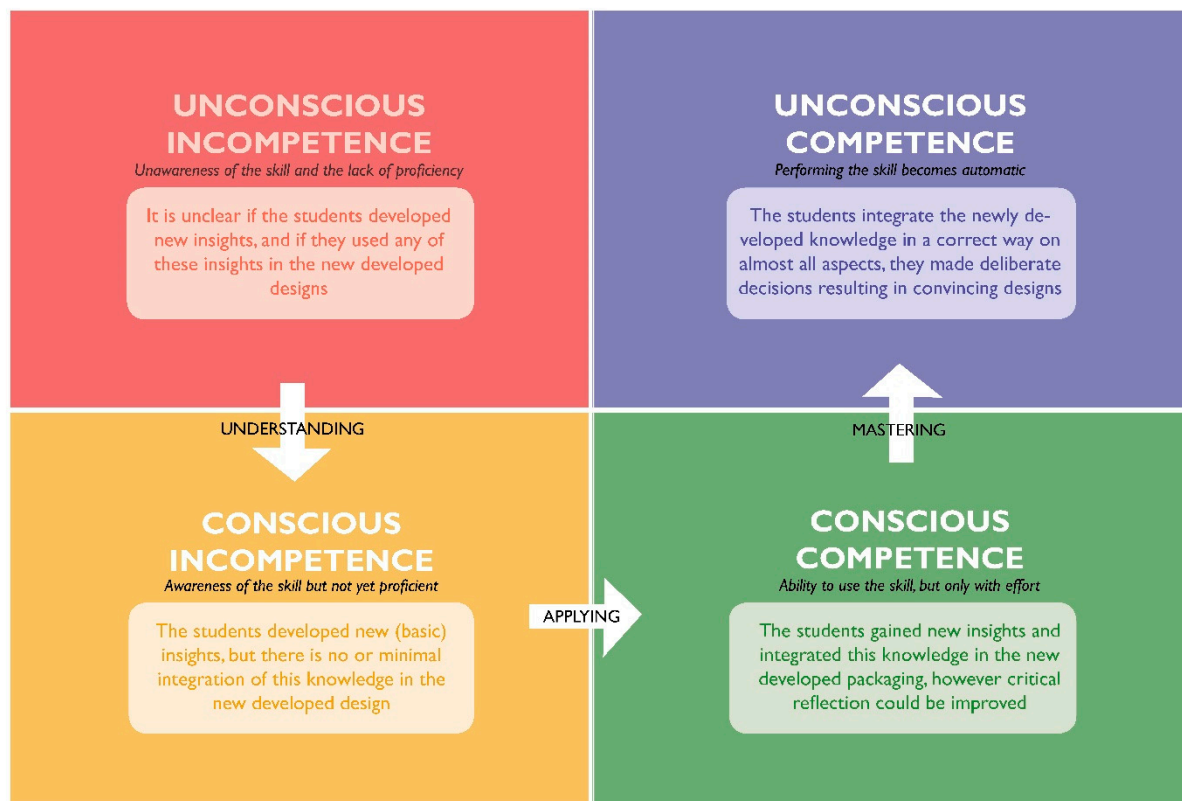 UNCONSCIOUS
INCOMPETENCE
Unawareness of the skill and the lack of proficiency
It is unclear if the students developed
new insights, and if they used any of
these insights in the new developed
designs
UNCONSCIOUS
COMPETENCE
Performing the skill becomes automatic
The students integrate the newly de-
veloped knowledge in a correct way on
almost all aspects, they made deliberate
decisions resulting in convincing designs
UNDERSTANDING
MASTERING
CONSCIOUS
INCOMPETENCE
Awareness of the skill but not yet proficient
The students developed new (basic)
insights, but there is no or minimal
integration of this knowledge in the
new developed design
APPLYING
CONSCIOUS
COMPETENCE
Ability to use the skill, but only with effort
The students gained new insights and
integrated this knowledge in the new
developed packaging, however critical
reflection could be improved